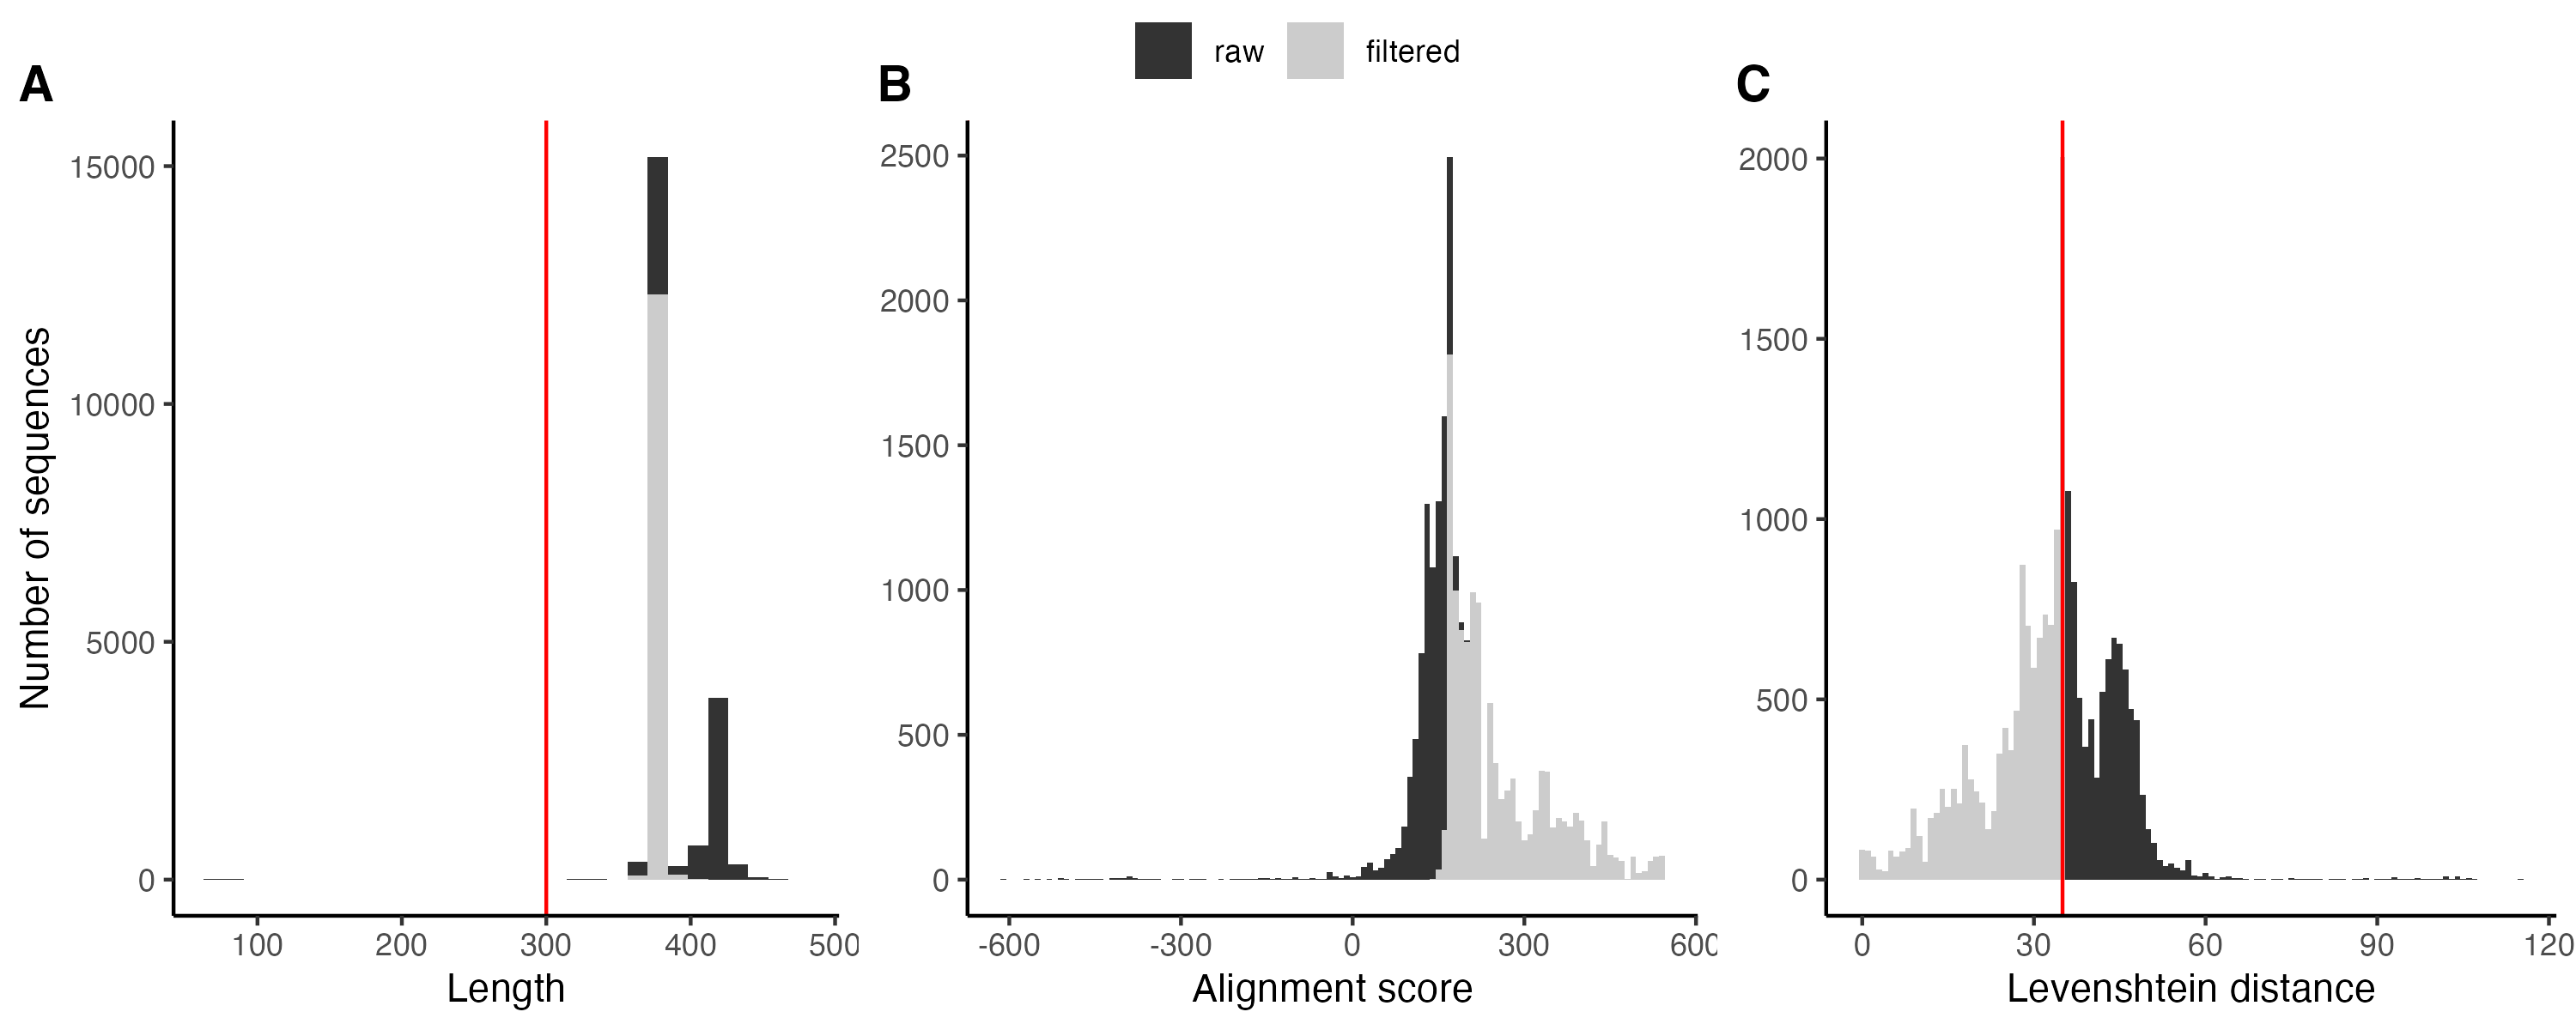 raw filtered
A B C
Number of sequences
15000
10000
5000
0
100 200 300 400 500
Length
2500
2000
1500
1000
500
0
-600 -300 0 300 600
Alignment score
2000
1500
1000
500
0
0 30 60 90 120
Levenshtein distance